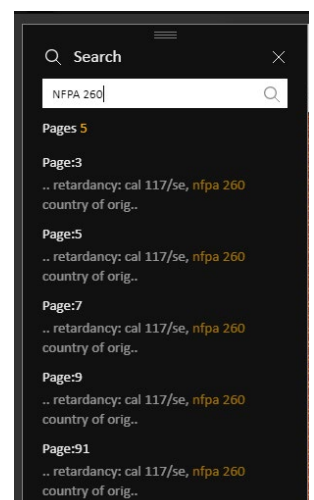 Search
NFPA 260
Pages 5
Page:3
.. retardancy: cal 117/se, nfpa 260
country of orig..
Page:5
.. retardancy: cal 117/se, nfpa 260
country of orig..
Page:7
.. retardancy: cal 117/se, nfpa 260
country of orig..
Page:9
.. retardancy: cal 117/se, nfpa 260
country of orig..
Page:91
.. retardancy: cal 117/se, nfpa 260
country of orig..